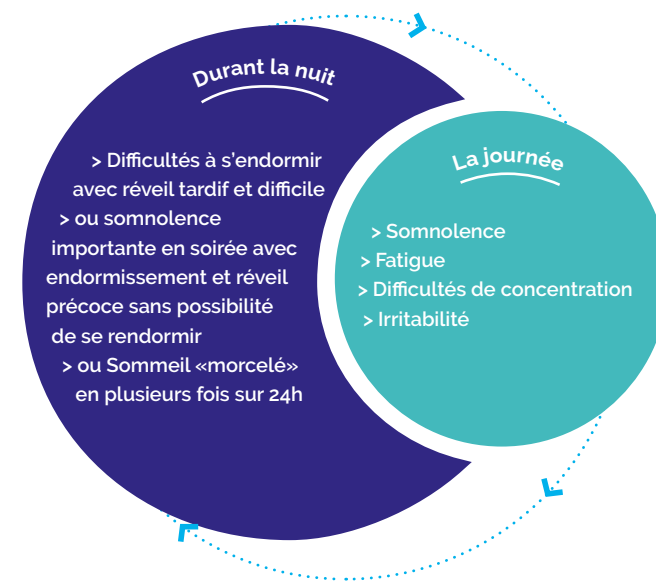 Durant la nuit
> Difficultés à s'endormir
avec réveil tardif et difficile
> ou somnolence
importante en soirée avec
endormissement et réveil
précoce sans possibilité
de se rendormir
> ou Sommeil «morcelé»
en plusieurs fois sur 24h
La journée
> Somnolence
> Fatigue
> Difficultés de concentration
> Irritabilité